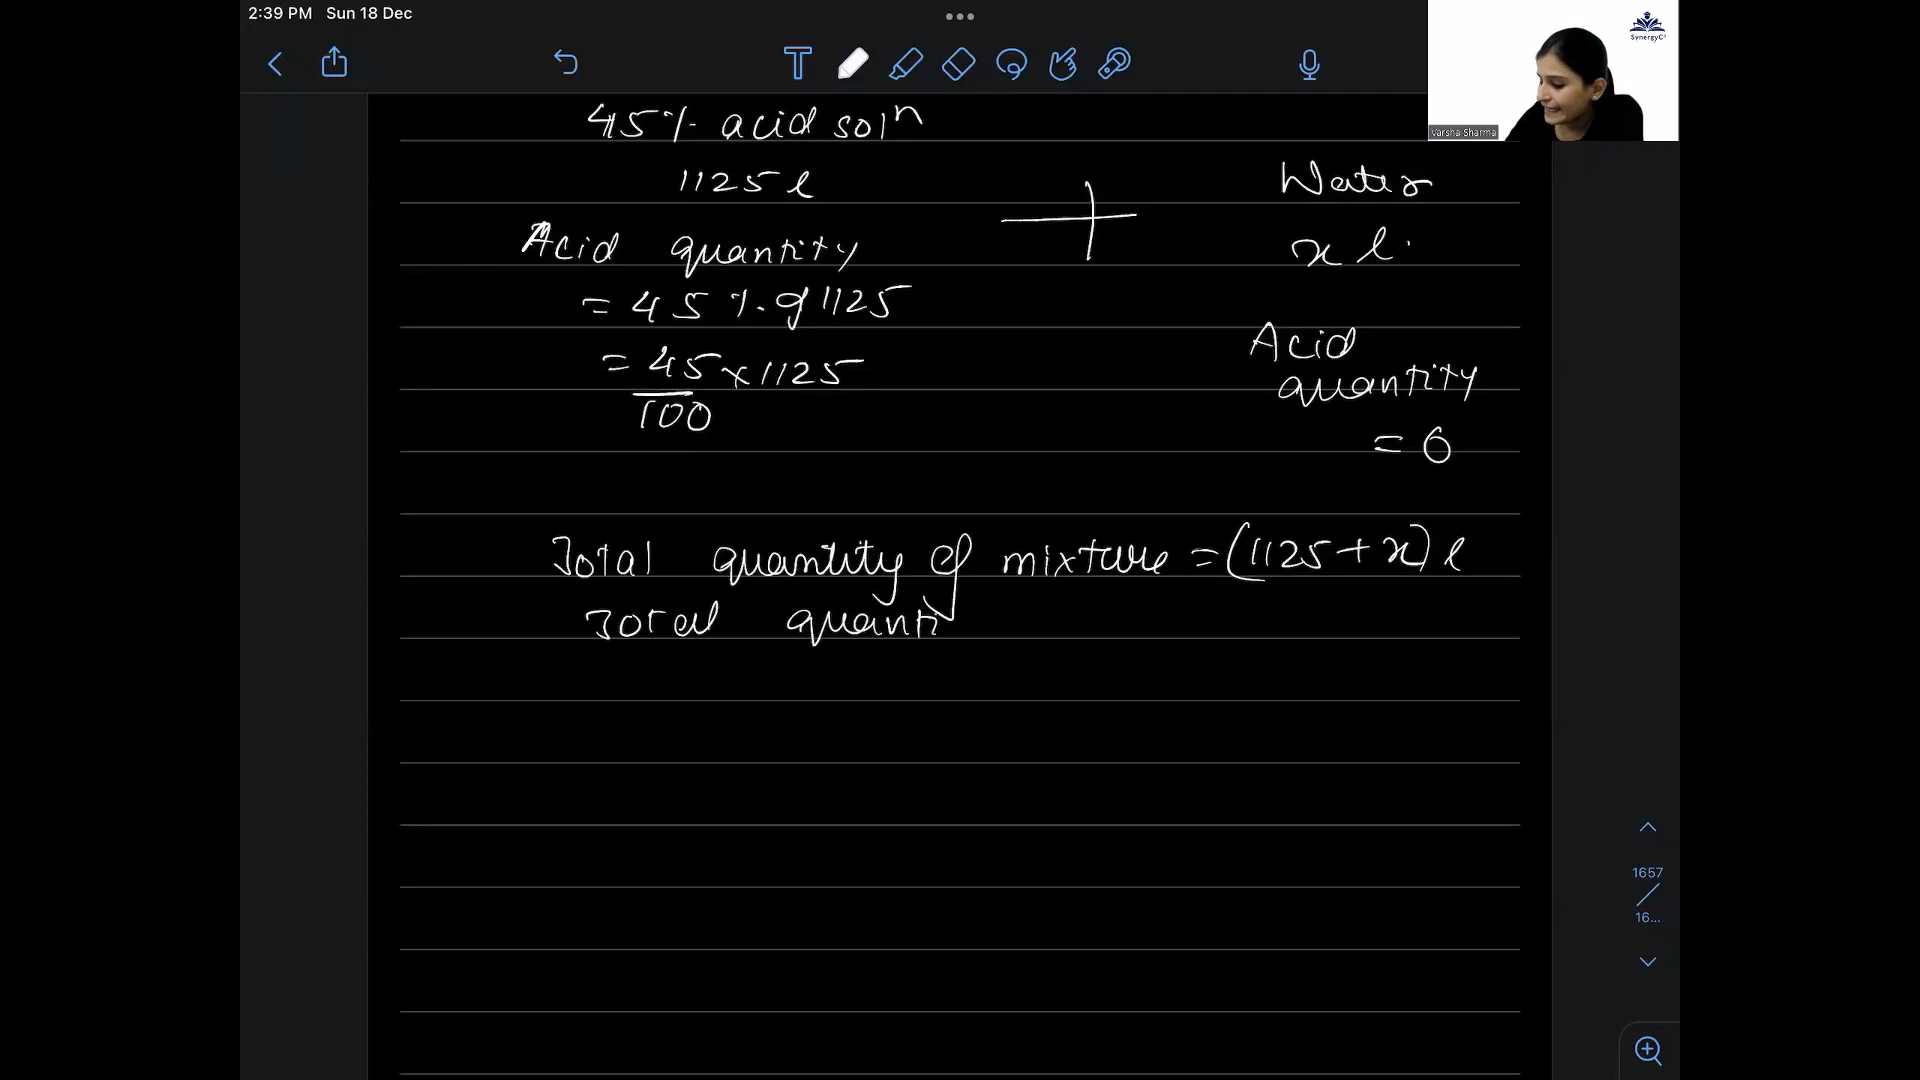 2:39 PM Sun 18 Dec
SynergyC³
Varsha Sharma
45% acid solⁿ
1125 l
Water
x l.
Acid quantity
= 45 % of 1125
= 45/100 x 1125
Acid
quantity
= 0
Total quantity of mixture = (1125 + x) l
Total quanti
1657
16...